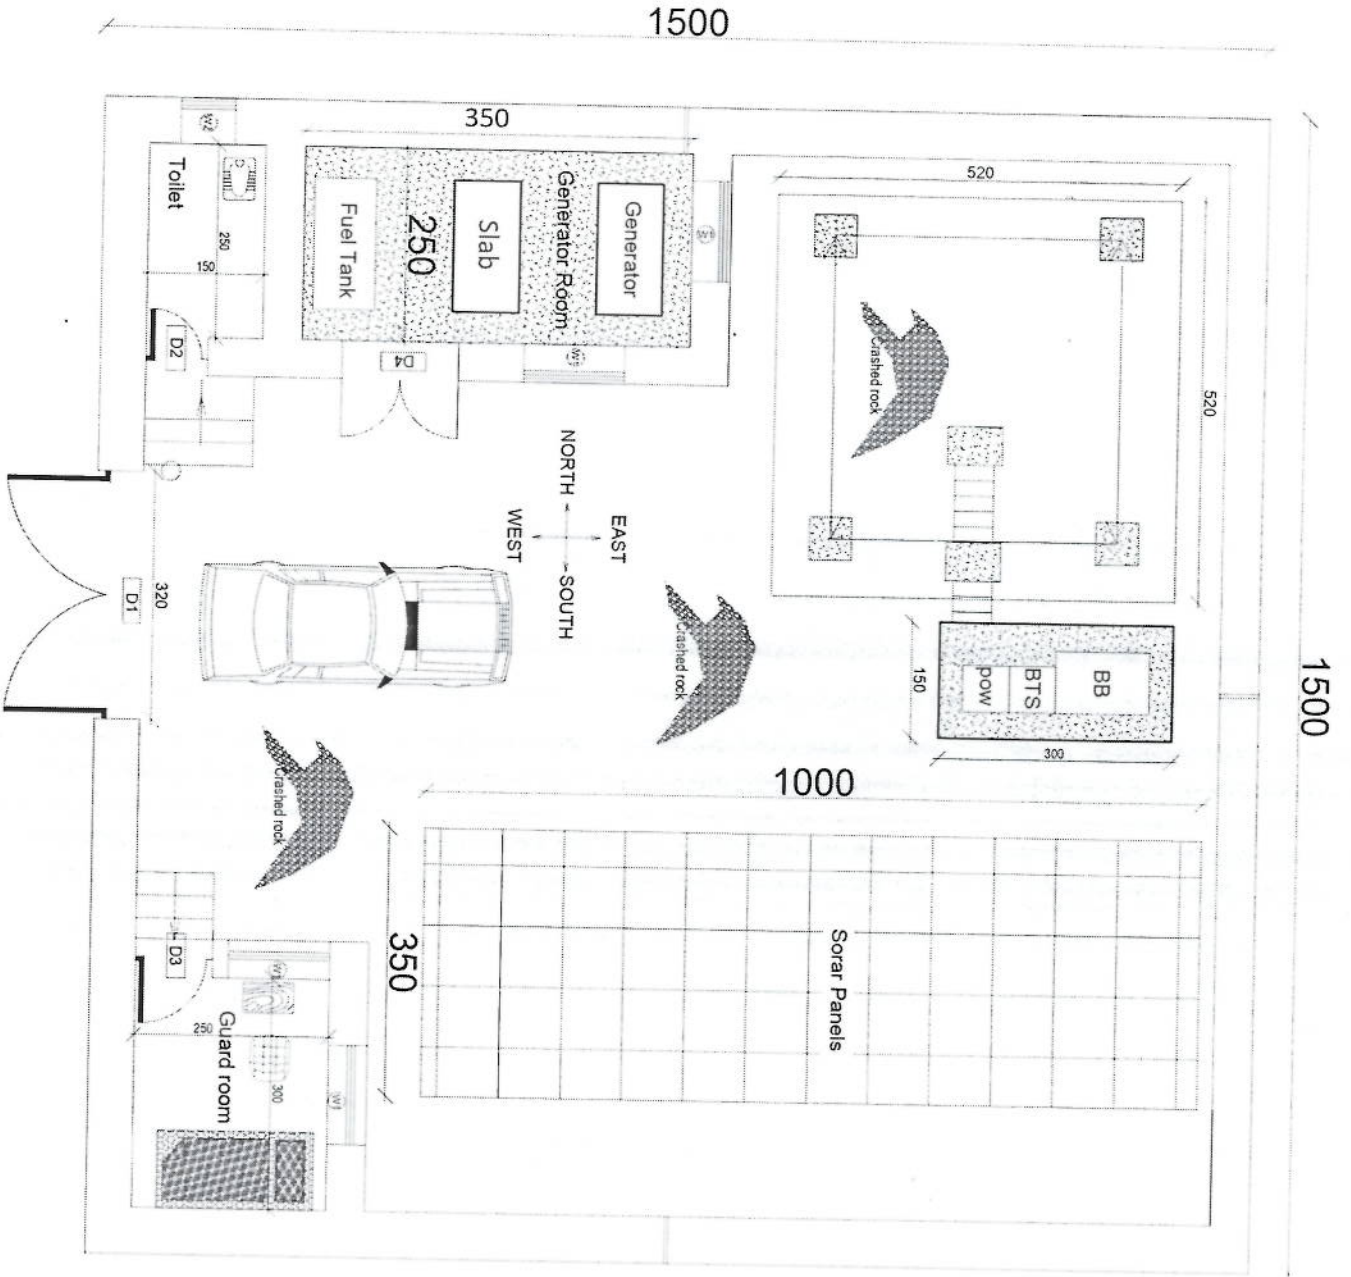 1500
350
520
W2
D
Toilet
250
150
Fuel Tank
250
Slab
Generator Room
Generator
W1
D2
D4
W1
Crashed rock
520
NORTH
WEST
EAST
SOUTH
320
D1
Crashed rock
150
pow
BTS
BB
300
1500
Crashed rock
1000
350
Sorar Panels
D3
W1
250
Guard room
300
W1